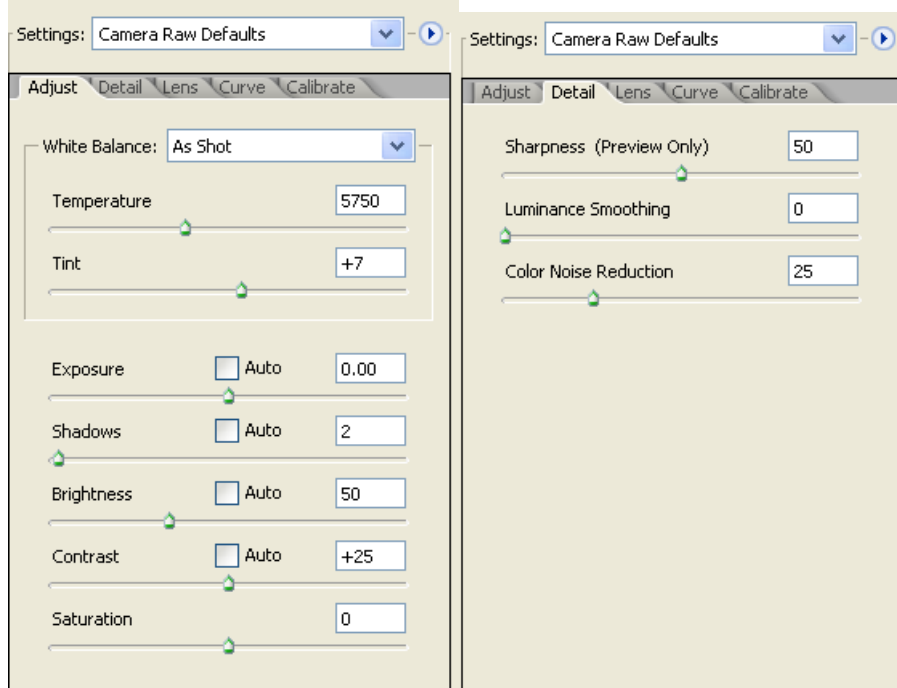 Settings: Camera Raw Defaults
Adjust Detail Lens Curve Calibrate
White Balance: As Shot
Temperature 5750
Tint +7
Exposure Auto 0.00
Shadows Auto 2
Brightness Auto 50
Contrast Auto +25
Saturation 0
Settings: Camera Raw Defaults
Adjust Detail Lens Curve Calibrate
Sharpness (Preview Only) 50
Luminance Smoothing 0
Color Noise Reduction 25